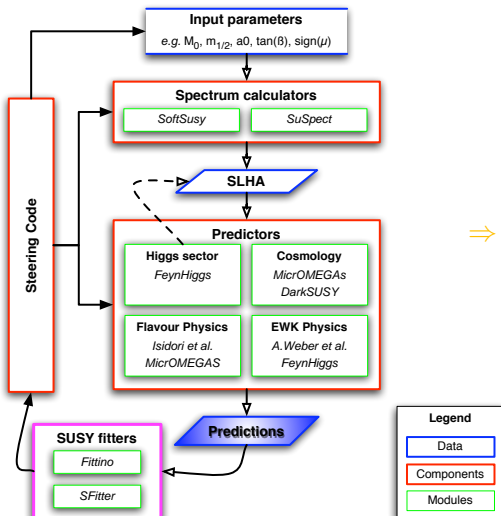 Input parameters
e.g. M0, m1/2, a0, tan(ß), sign(μ)
Spectrum calculators
SoftSusy
SuSpect
SLHA
Steering Code
Predictors
Higgs sector
FeynHiggs
Cosmology
MicrOMEGAs
DarkSUSY
Flavour Physics
Isidori et al.
MicrOMEGAS
EWK Physics
A.Weber et al.
FeynHiggs
⇒
Predictions
SUSY fitters
Fittino
SFitter
Legend
Data
Components
Modules